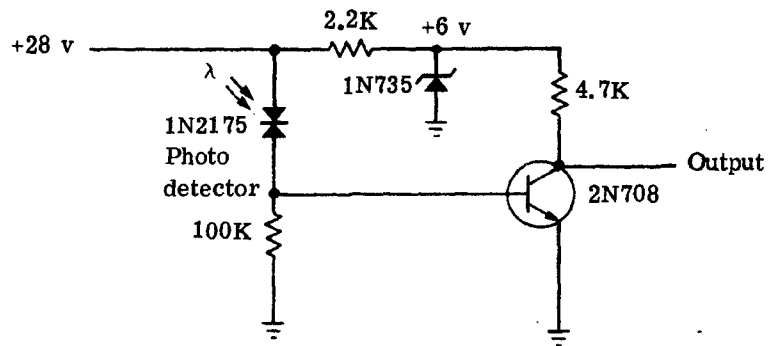 2.2K
+6 v
+28 v
λ
1N735
4.7K
1N2175
Photo
detector
Output
2N708
100K